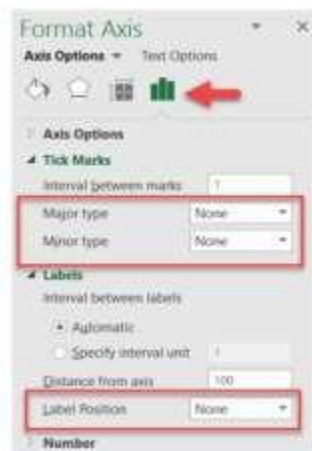 Format Axis
Axis Options Text Options
Axis Options
Tick Marks
Interval between marks 1
Major type None
Minor type None
Labels
Interval between labels
Automatic
Specify interval unit 1
Distance from axis 100
Label Position None
Number